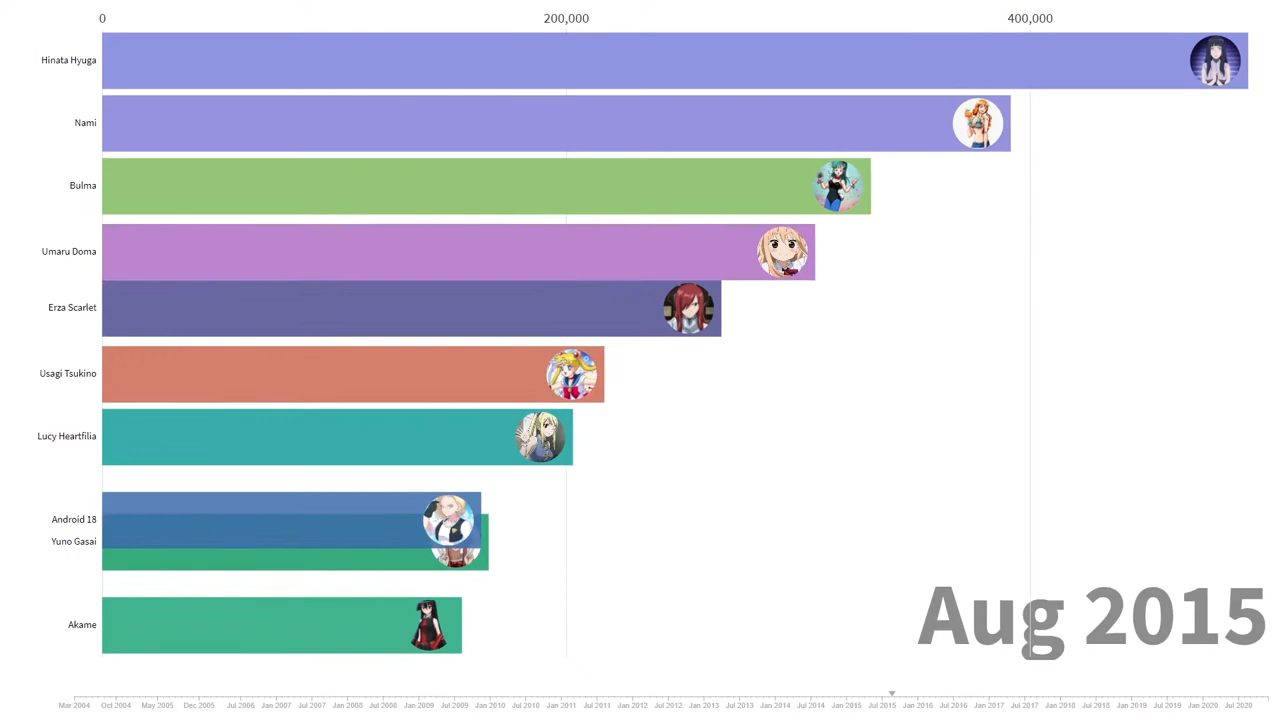 0 200,000 400,000
Hinata Hyuga
Nami
Bulma
Umaru Doma
Erza Scarlet
Usagi Tsukino
Lucy Heartfilia
Android 18
Yuno Gasai
Akame
Aug 2015
Mar 2004 Oct 2004 May 2005 Dec 2005 Jul 2006 Jan 2007 Jul 2007 Jan 2008 Jul 2008 Jan 2009 Jul 2009 Jan 2010 Jul 2010 Jan 2011 Jul 2011 Jan 2012 Jul 2012 Jan 2013 Jul 2013 Jan 2014 Jul 2014 Jan 2015 Jul 2015 Jan 2016 Jul 2016 Jan 2017 Jul 2017 Jan 2018 Jul 2018 Jan 2019 Jul 2019 Jan 2020 Jul 2020